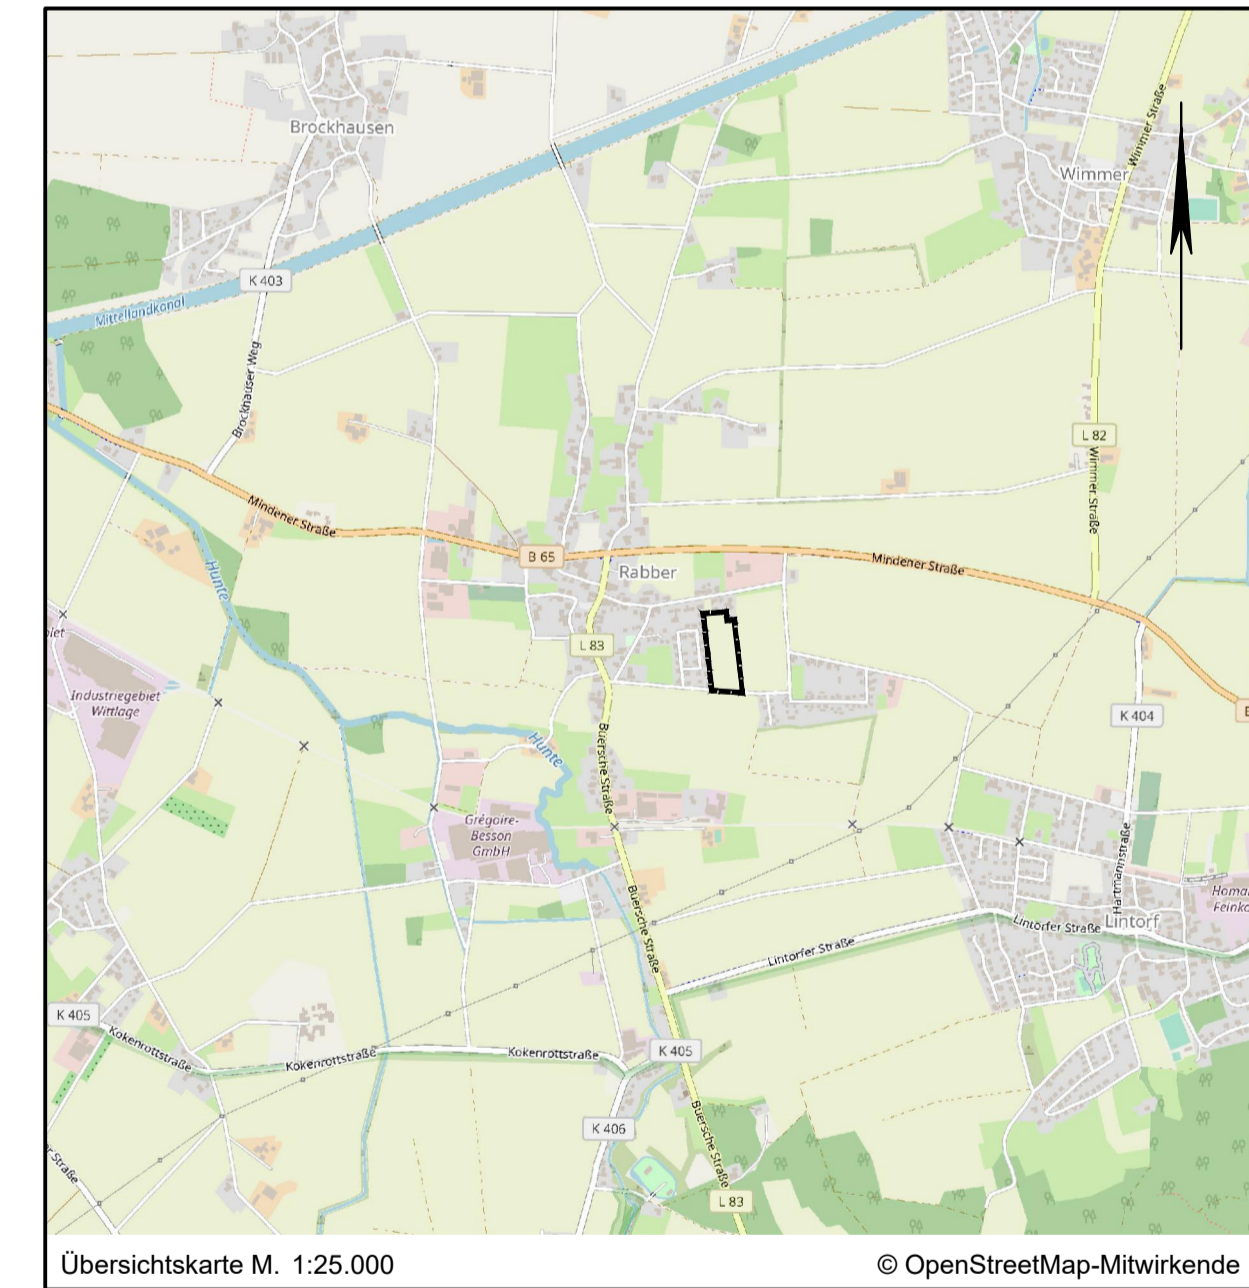 Brockhausen
Wimmer
Wimmer Straße
K 403
Mittellandkanal
Brockhauser Weg
L 82
Wimmer Straße
Mindener Straße
B 65
Rabber
Mindener Straße
Hunte
L 83
Industriegebiet
Wittlage
K 404
Hunte
Buersche Straße
Grégoire-
Besson
GmbH
Hartmannstraße
Buersche Straße
Lintorfer Straße
Lintorf
Lintorfer Straße
K 405
Kokenrottstraße
Kokenrottstraße
Kokenrottstraße
K 405
K 406
Buersche Straße
L 83
Übersichtskarte M. 1:25.000
© OpenStreetMap-Mitwirkende